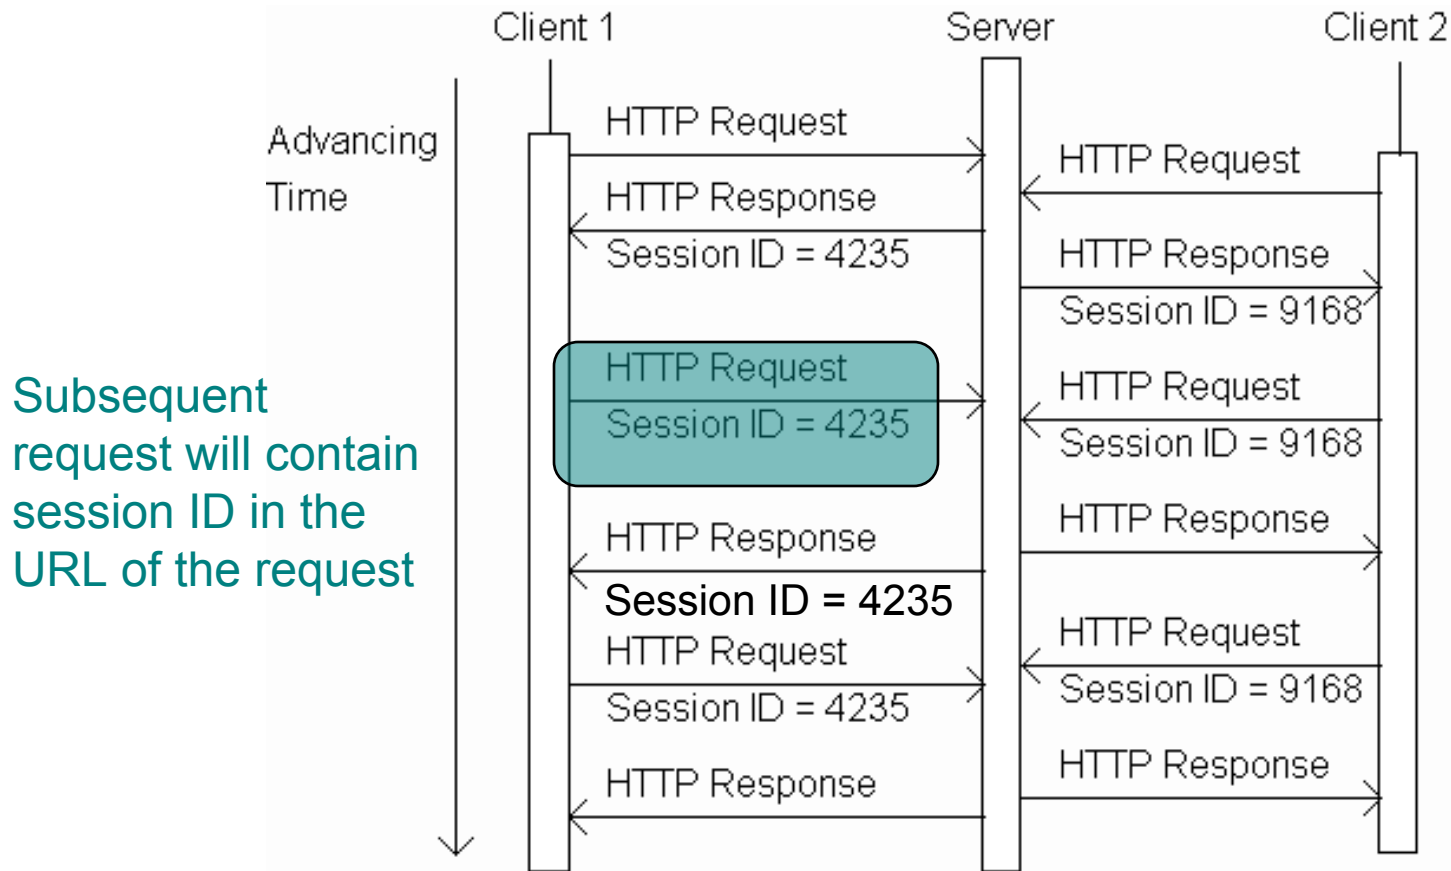 Client 1
Server
Client 2
Advancing
Time
HTTP Request
HTTP Request
HTTP Response
Session ID = 4235
HTTP Response
Session ID = 9168
Subsequent
request will contain
session ID in the
URL of the request
HTTP Request
Session ID = 4235
HTTP Request
Session ID = 9168
HTTP Response
Session ID = 4235
HTTP Response
HTTP Request
Session ID = 4235
HTTP Request
Session ID = 9168
HTTP Response
HTTP Response